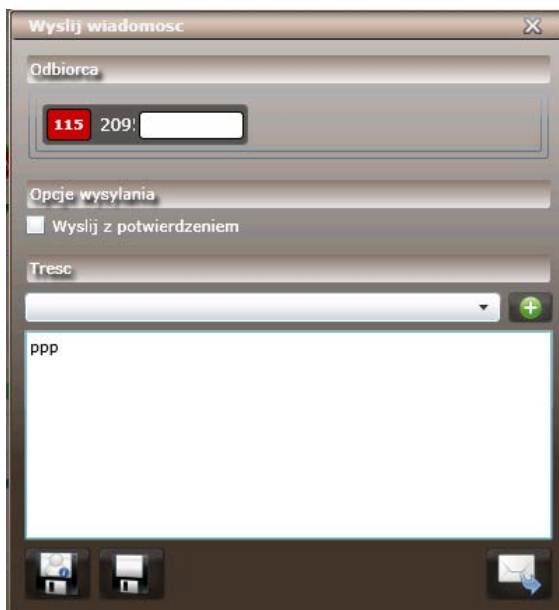 Wyslij wiadomosc
Odbiorca
115 209
Opcje wysylania
Wyslij z potwierdzeniem
Tresc
ppp